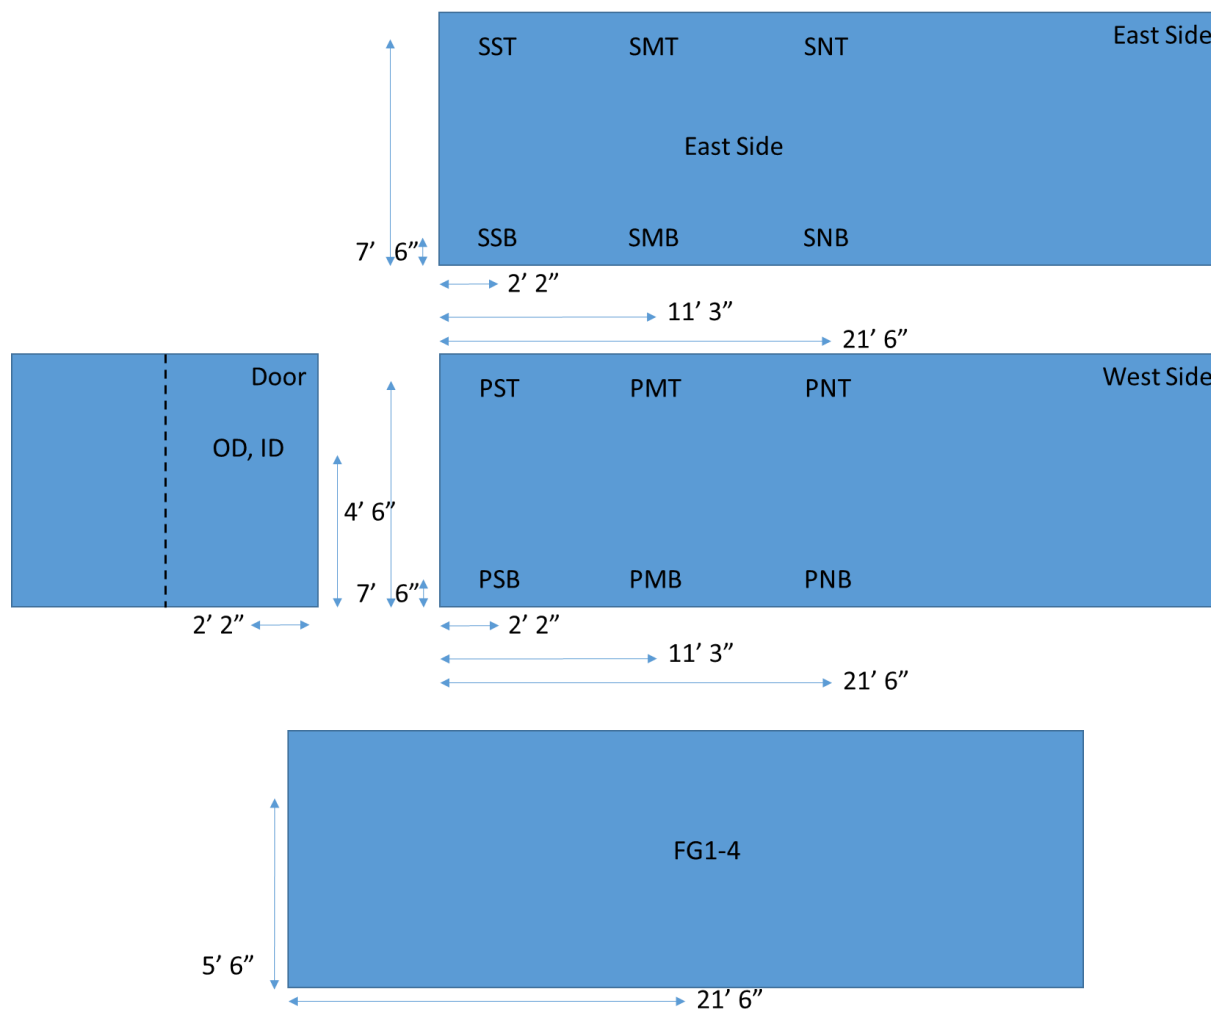 SST SMT SNT East Side
East Side
SSB SMB SNB
7’ 6”
2’ 2”
11’ 3”
21’ 6”
Door
OD, ID
PST PMT PNT West Side
4’ 6”
PSB PMB PNB
7’ 6”
2’ 2”
2’ 2”
11’ 3”
21’ 6”
FG1-4
5’ 6”
21’ 6”